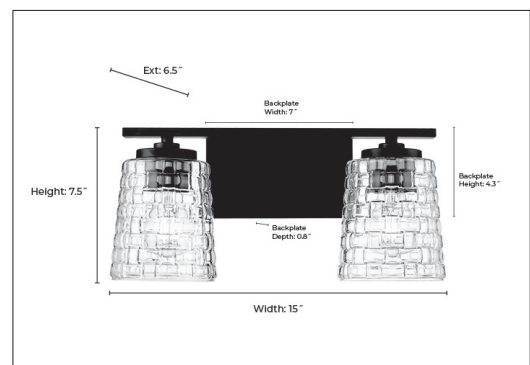 Ext: 6.5˝
Backplate
Width: 7˝
Height: 7.5˝
Backplate
Height: 4.3˝
Backplate
Depth: 0.8˝
Width: 15˝